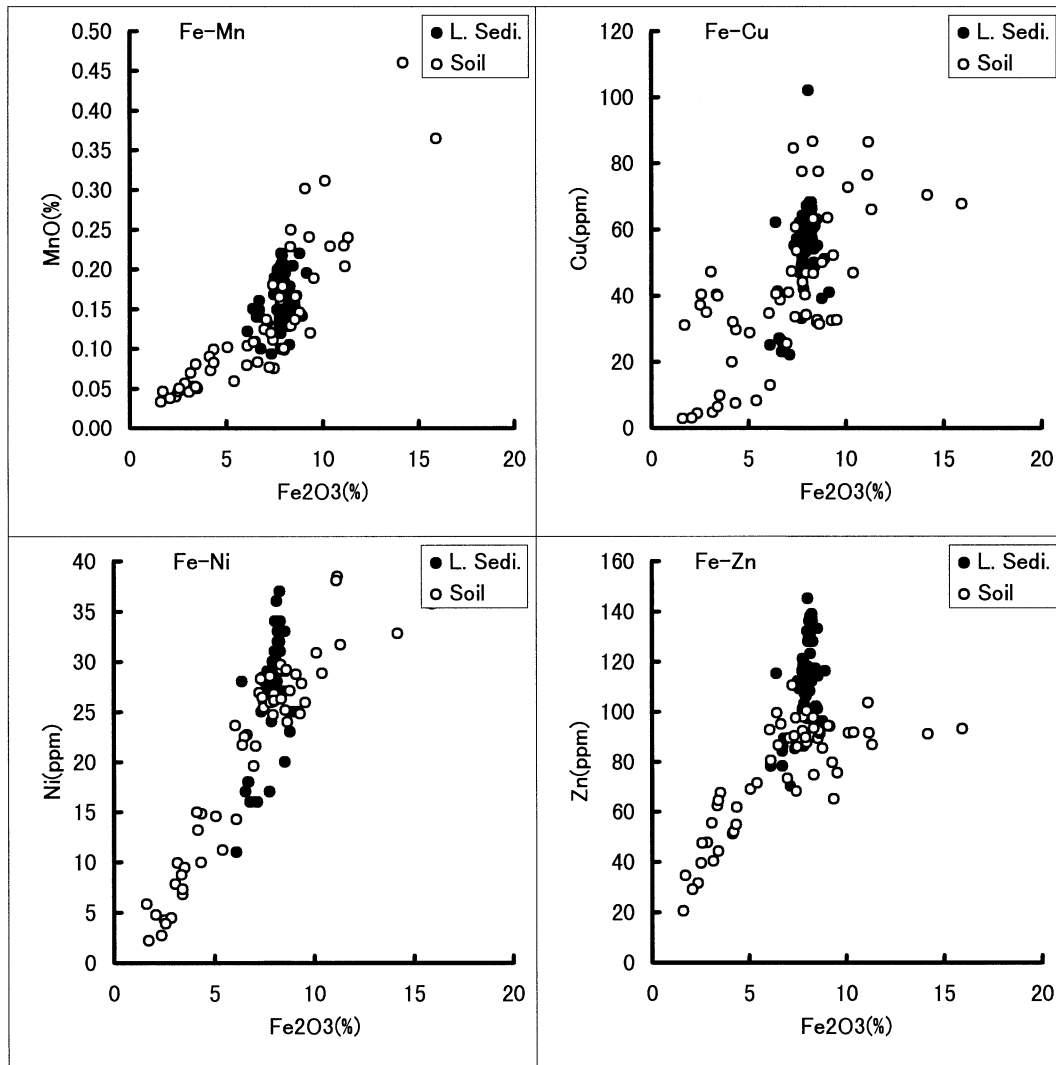 Fe-Mn
L. Sedi.
Soil
0.50
0.45
0.40
0.35
0.30
0.25
0.20
0.15
0.10
0.05
0.00
MnO(%)
0 5 10 15 20
Fe2O3(%)
Fe-Cu
L. Sedi.
Soil
120
100
80
60
40
20
0
Cu(ppm)
0 5 10 15 20
Fe2O3(%)
Fe-Ni
L. Sedi.
Soil
40
35
30
25
20
15
10
5
0
Ni(ppm)
0 5 10 15 20
Fe2O3(%)
Fe-Zn
L. Sedi.
Soil
160
140
120
100
80
60
40
20
0
Zn(ppm)
0 5 10 15 20
Fe2O3(%)